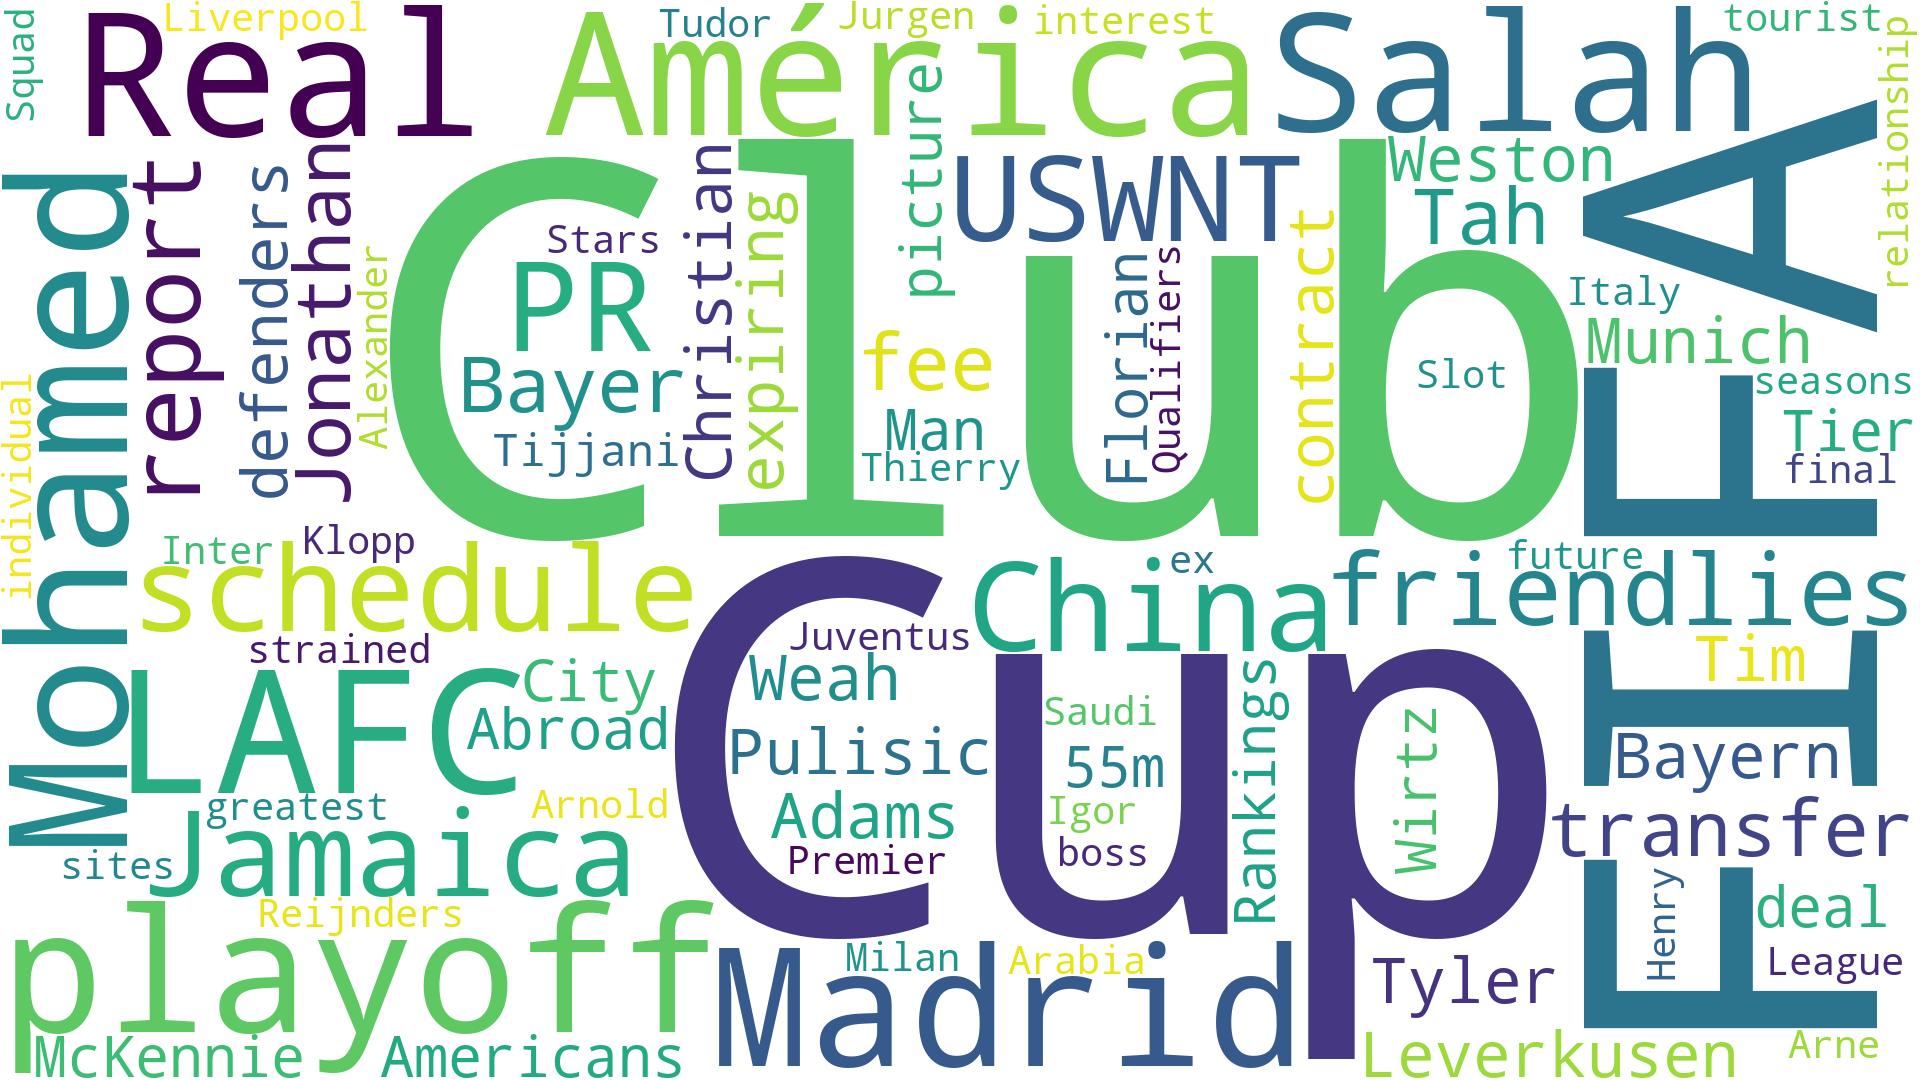 Squad
Liverpool
Real
América
Tudor
Jurgen
interest
Salah
tourist
relationship
Mohamed
report
defenders
Jonathan
Alexander
Club
Christian
expiring
picture
USWNT
Weston
Tah
FIFA
Stars
PR
Bayer
Tijjani
fee
Man
Thierry
Florian
Qualifiers
contract
Slot
Italy
Munich
seasons
Tier
final
individual
Inter
Klopp
schedule
strained
Cup
China
ex
future
friendlies
Juventus
Weah
Tim
LAFC
City
Abroad
Pulisic
Saudi
55m
Rankings
Wirtz
Bayern
greatest
Arnold
Adams
Igor
Premier
boss
transfer
sites
Jamaica
Reijnders
playoff
Henry
deal
Madrid
Milan
Arabia
Tyler
League
McKennie
Americans
Leverkusen
Arne